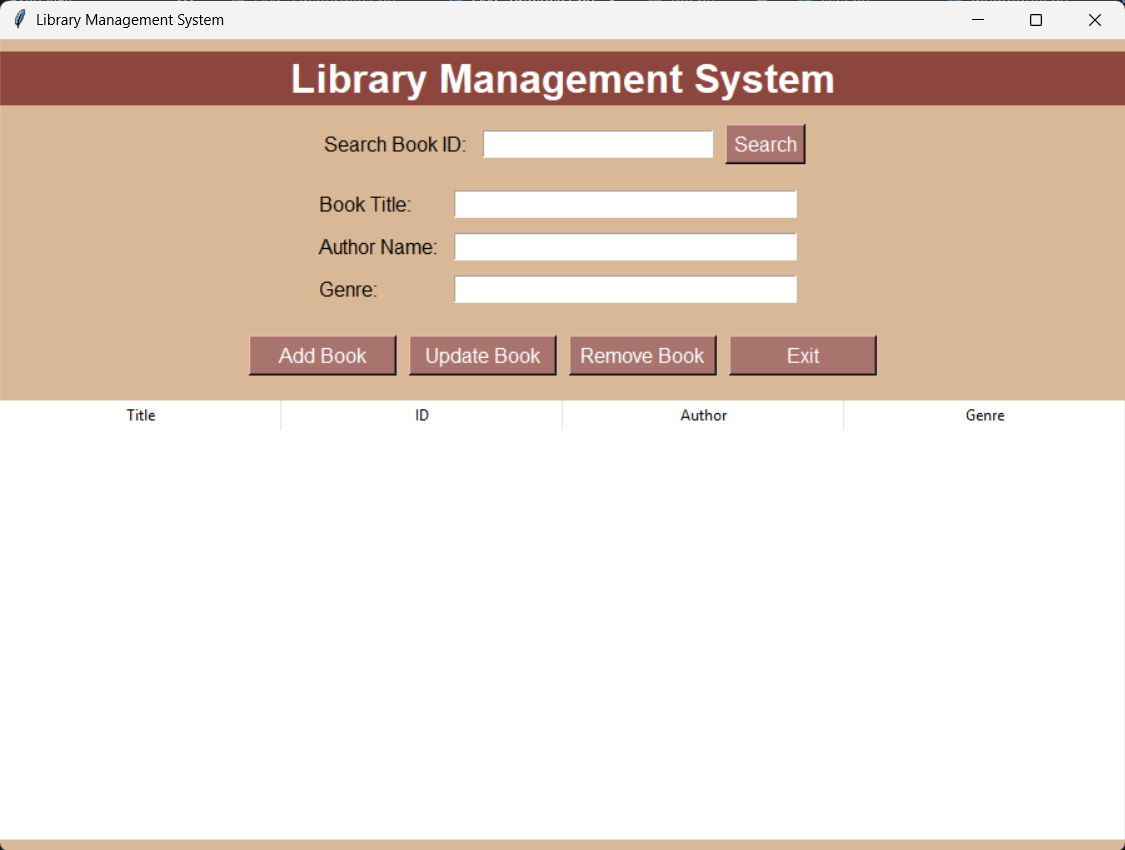 Library Management System
Library Management System
Search Book ID: Search
Book Title:
Author Name:
Genre:
Add Book Update Book Remove Book Exit
Title ID Author Genre